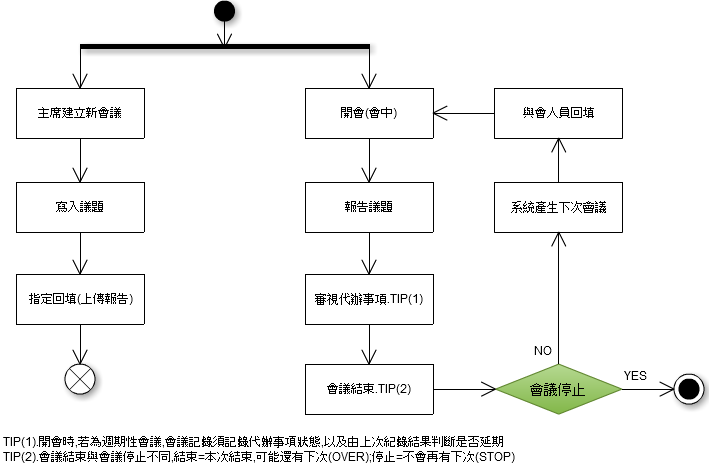 主席建立新會議
開會(會中)
與會人員回填
寫入議題
報告議題
系統產生下次會議
指定回填(上傳報告)
審視代辦事項.TIP(1)
NO
YES
會議結束.TIP(2)
會議停止
TIP(1).開會時,若為週期性會議,會議記錄須記錄代辦事項狀態,以及由上次紀錄結果判斷是否延期
TIP(2).會議結束與會議停止不同,結束=本次結束,可能還有下次(OVER);停止=不會再有下次(STOP)